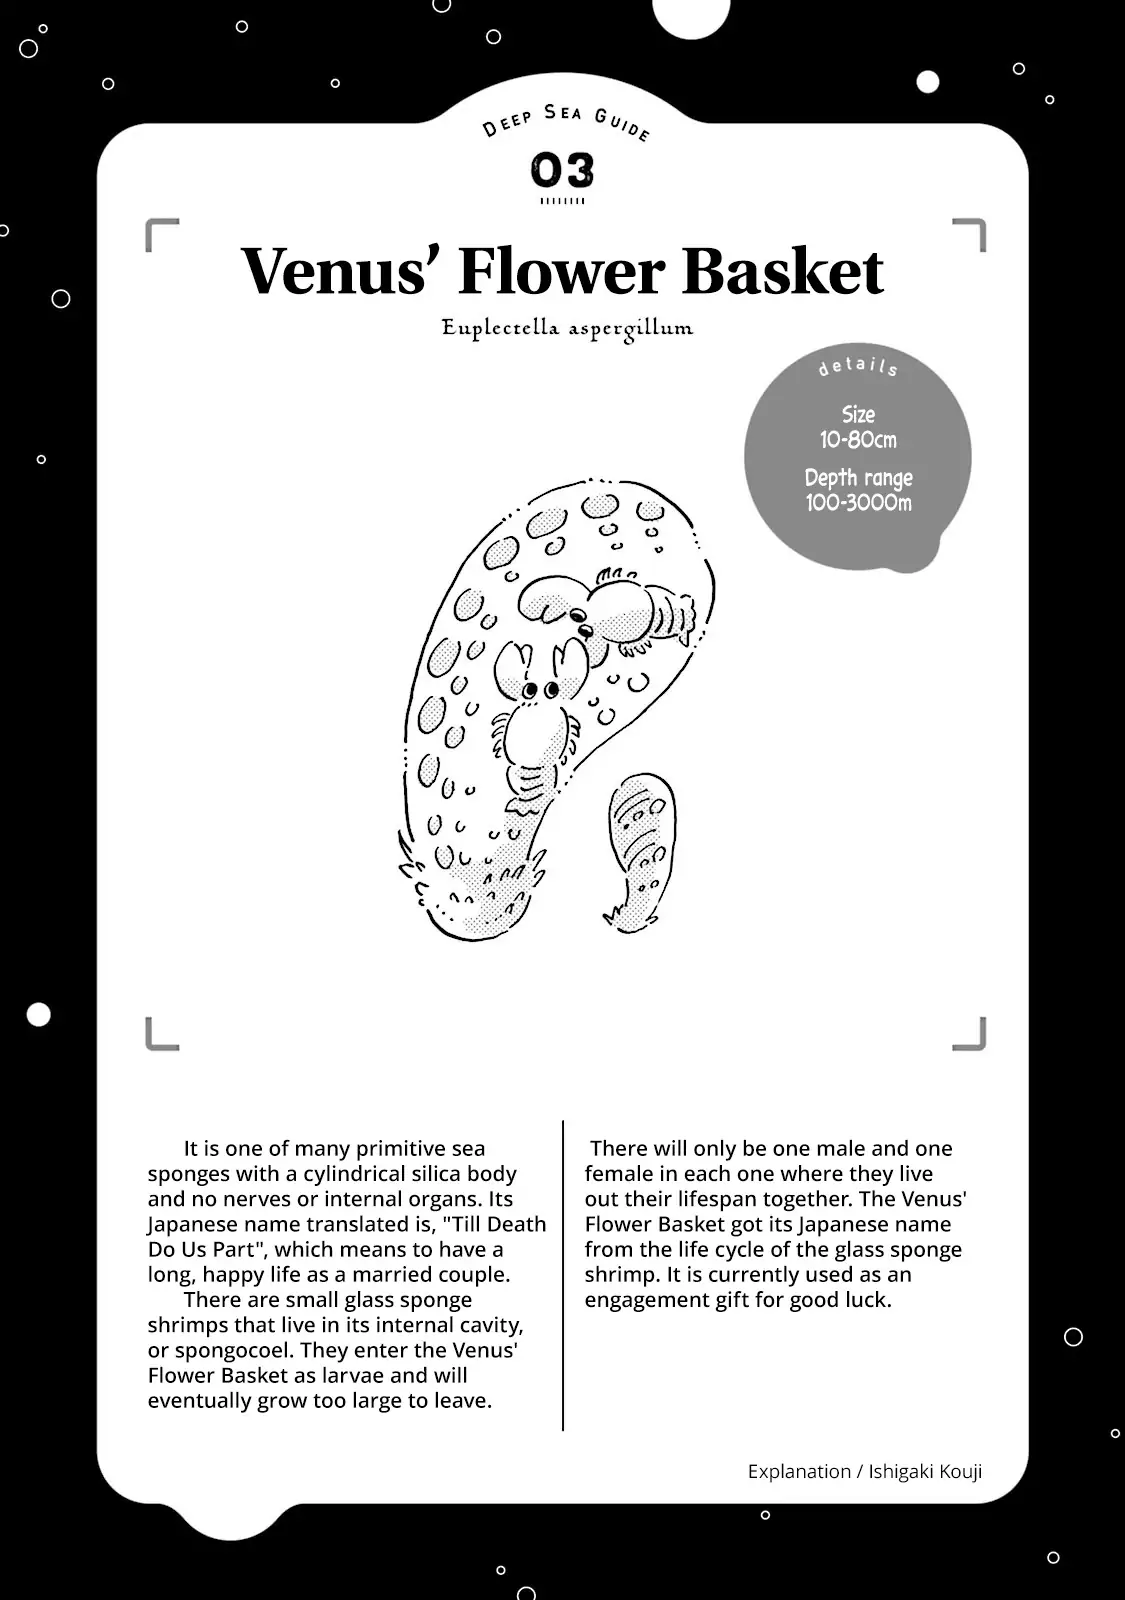 Deep Sea Guide
03
Venus' Flower Basket
Euplectella aspergillum
details
Size
10-80cm
Depth range
100-3000m
It is one of many primitive sea
sponges with a cylindrical silica body
and no nerves or internal organs. Its
Japanese name translated is, "Till Death
Do Us Part", which means to have a
long, happy life as a married couple.
There are small glass sponge
shrimps that live in its internal cavity,
or spongocoel. They enter the Venus'
Flower Basket as larvae and will
eventually grow too large to leave.
There will only be one male and one
female in each one where they live
out their lifespan together. The Venus'
Flower Basket got its Japanese name
from the life cycle of the glass sponge
shrimp. It is currently used as an
engagement gift for good luck.
Explanation / Ishigaki Kouji